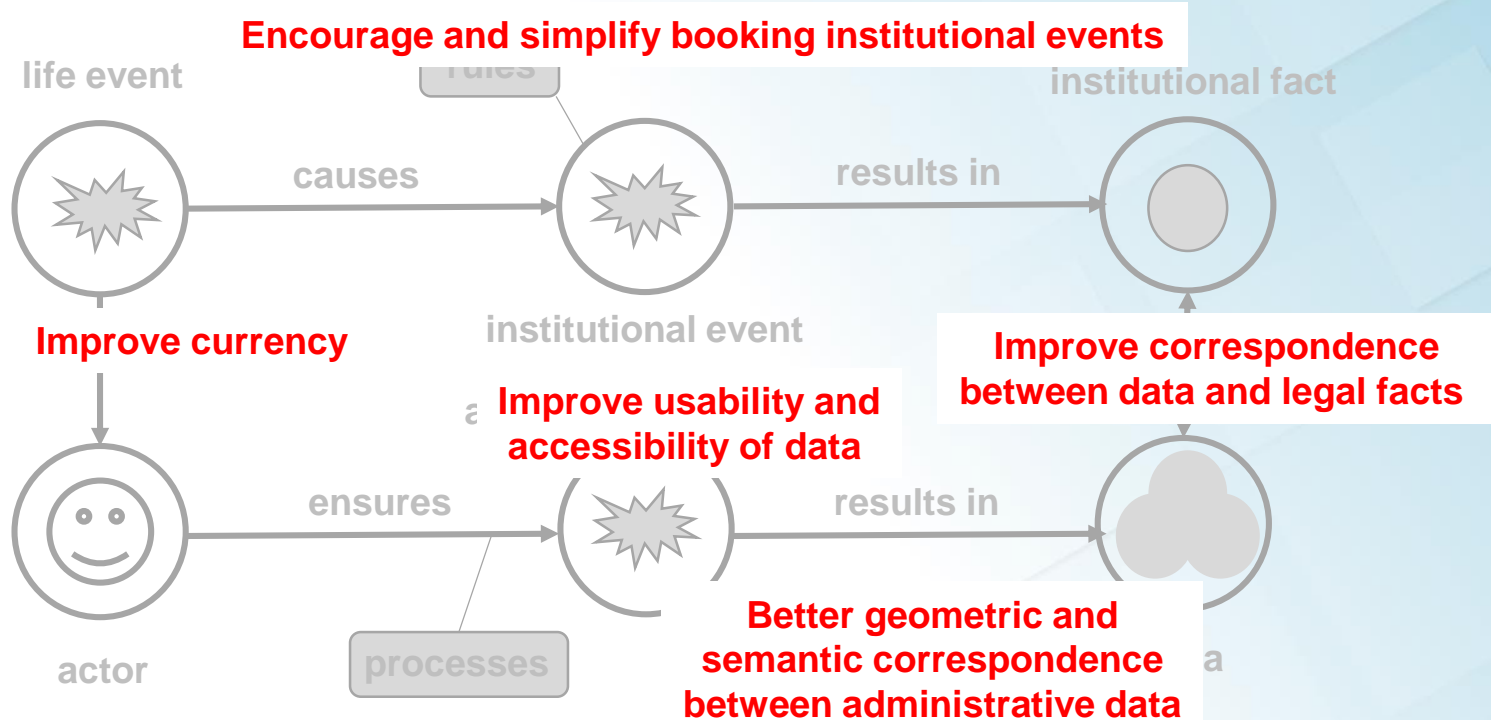 Encourage and simplify booking institutional events
life event
rules
institutional fact
causes
results in
Improve currency
institutional event
Improve correspondence
between data and legal facts
Improve usability and
accessibility of data
ensures
results in
Better geometric and
semantic correspondence
between administrative data
actor
processes